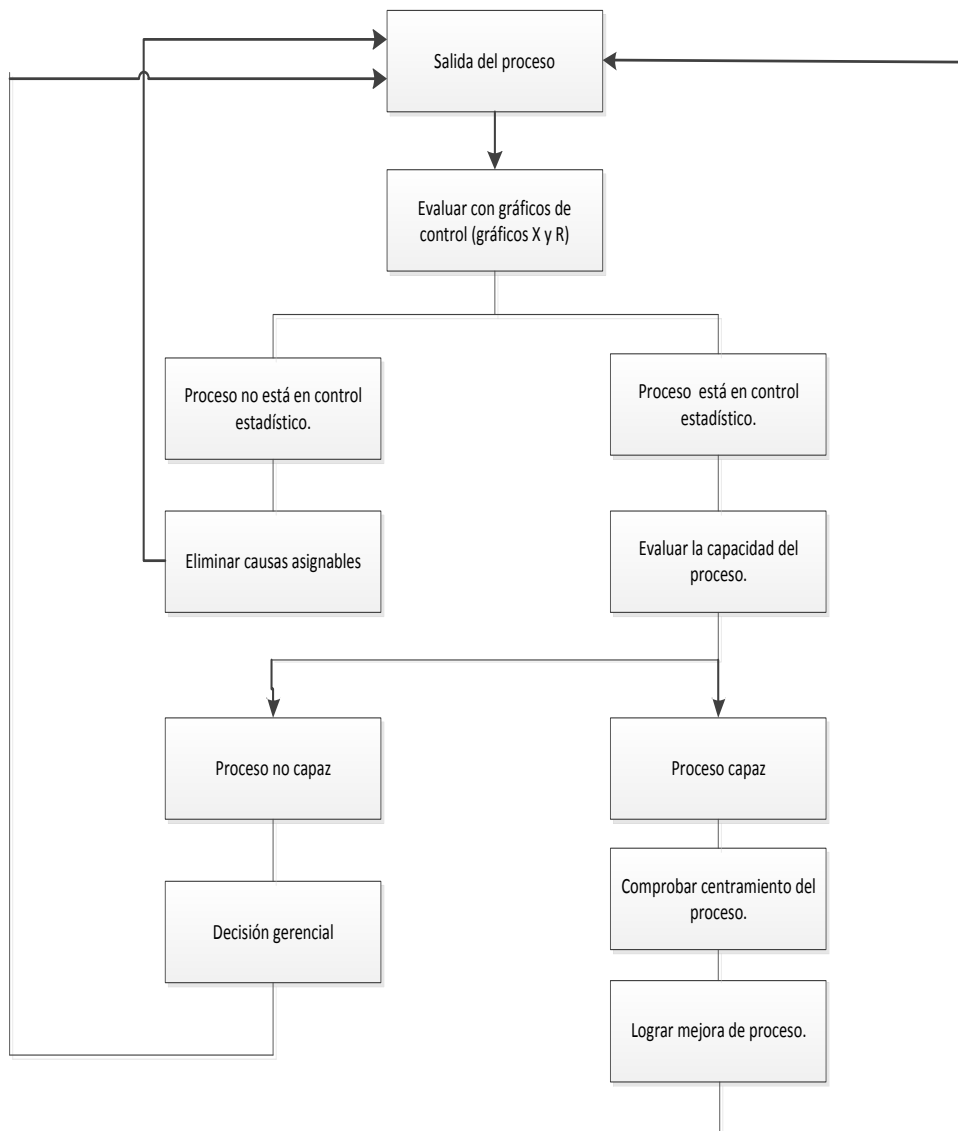 Salida del proceso
Evaluar con gráficos de
control (gráficos X y R)
Proceso no está en control
estadístico.
Proceso está en control
estadístico.
Eliminar causas asignables
Evaluar la capacidad del
proceso.
Proceso no capaz
Proceso capaz
Comprobar centramiento del
proceso.
Decisión gerencial
Lograr mejora de proceso.